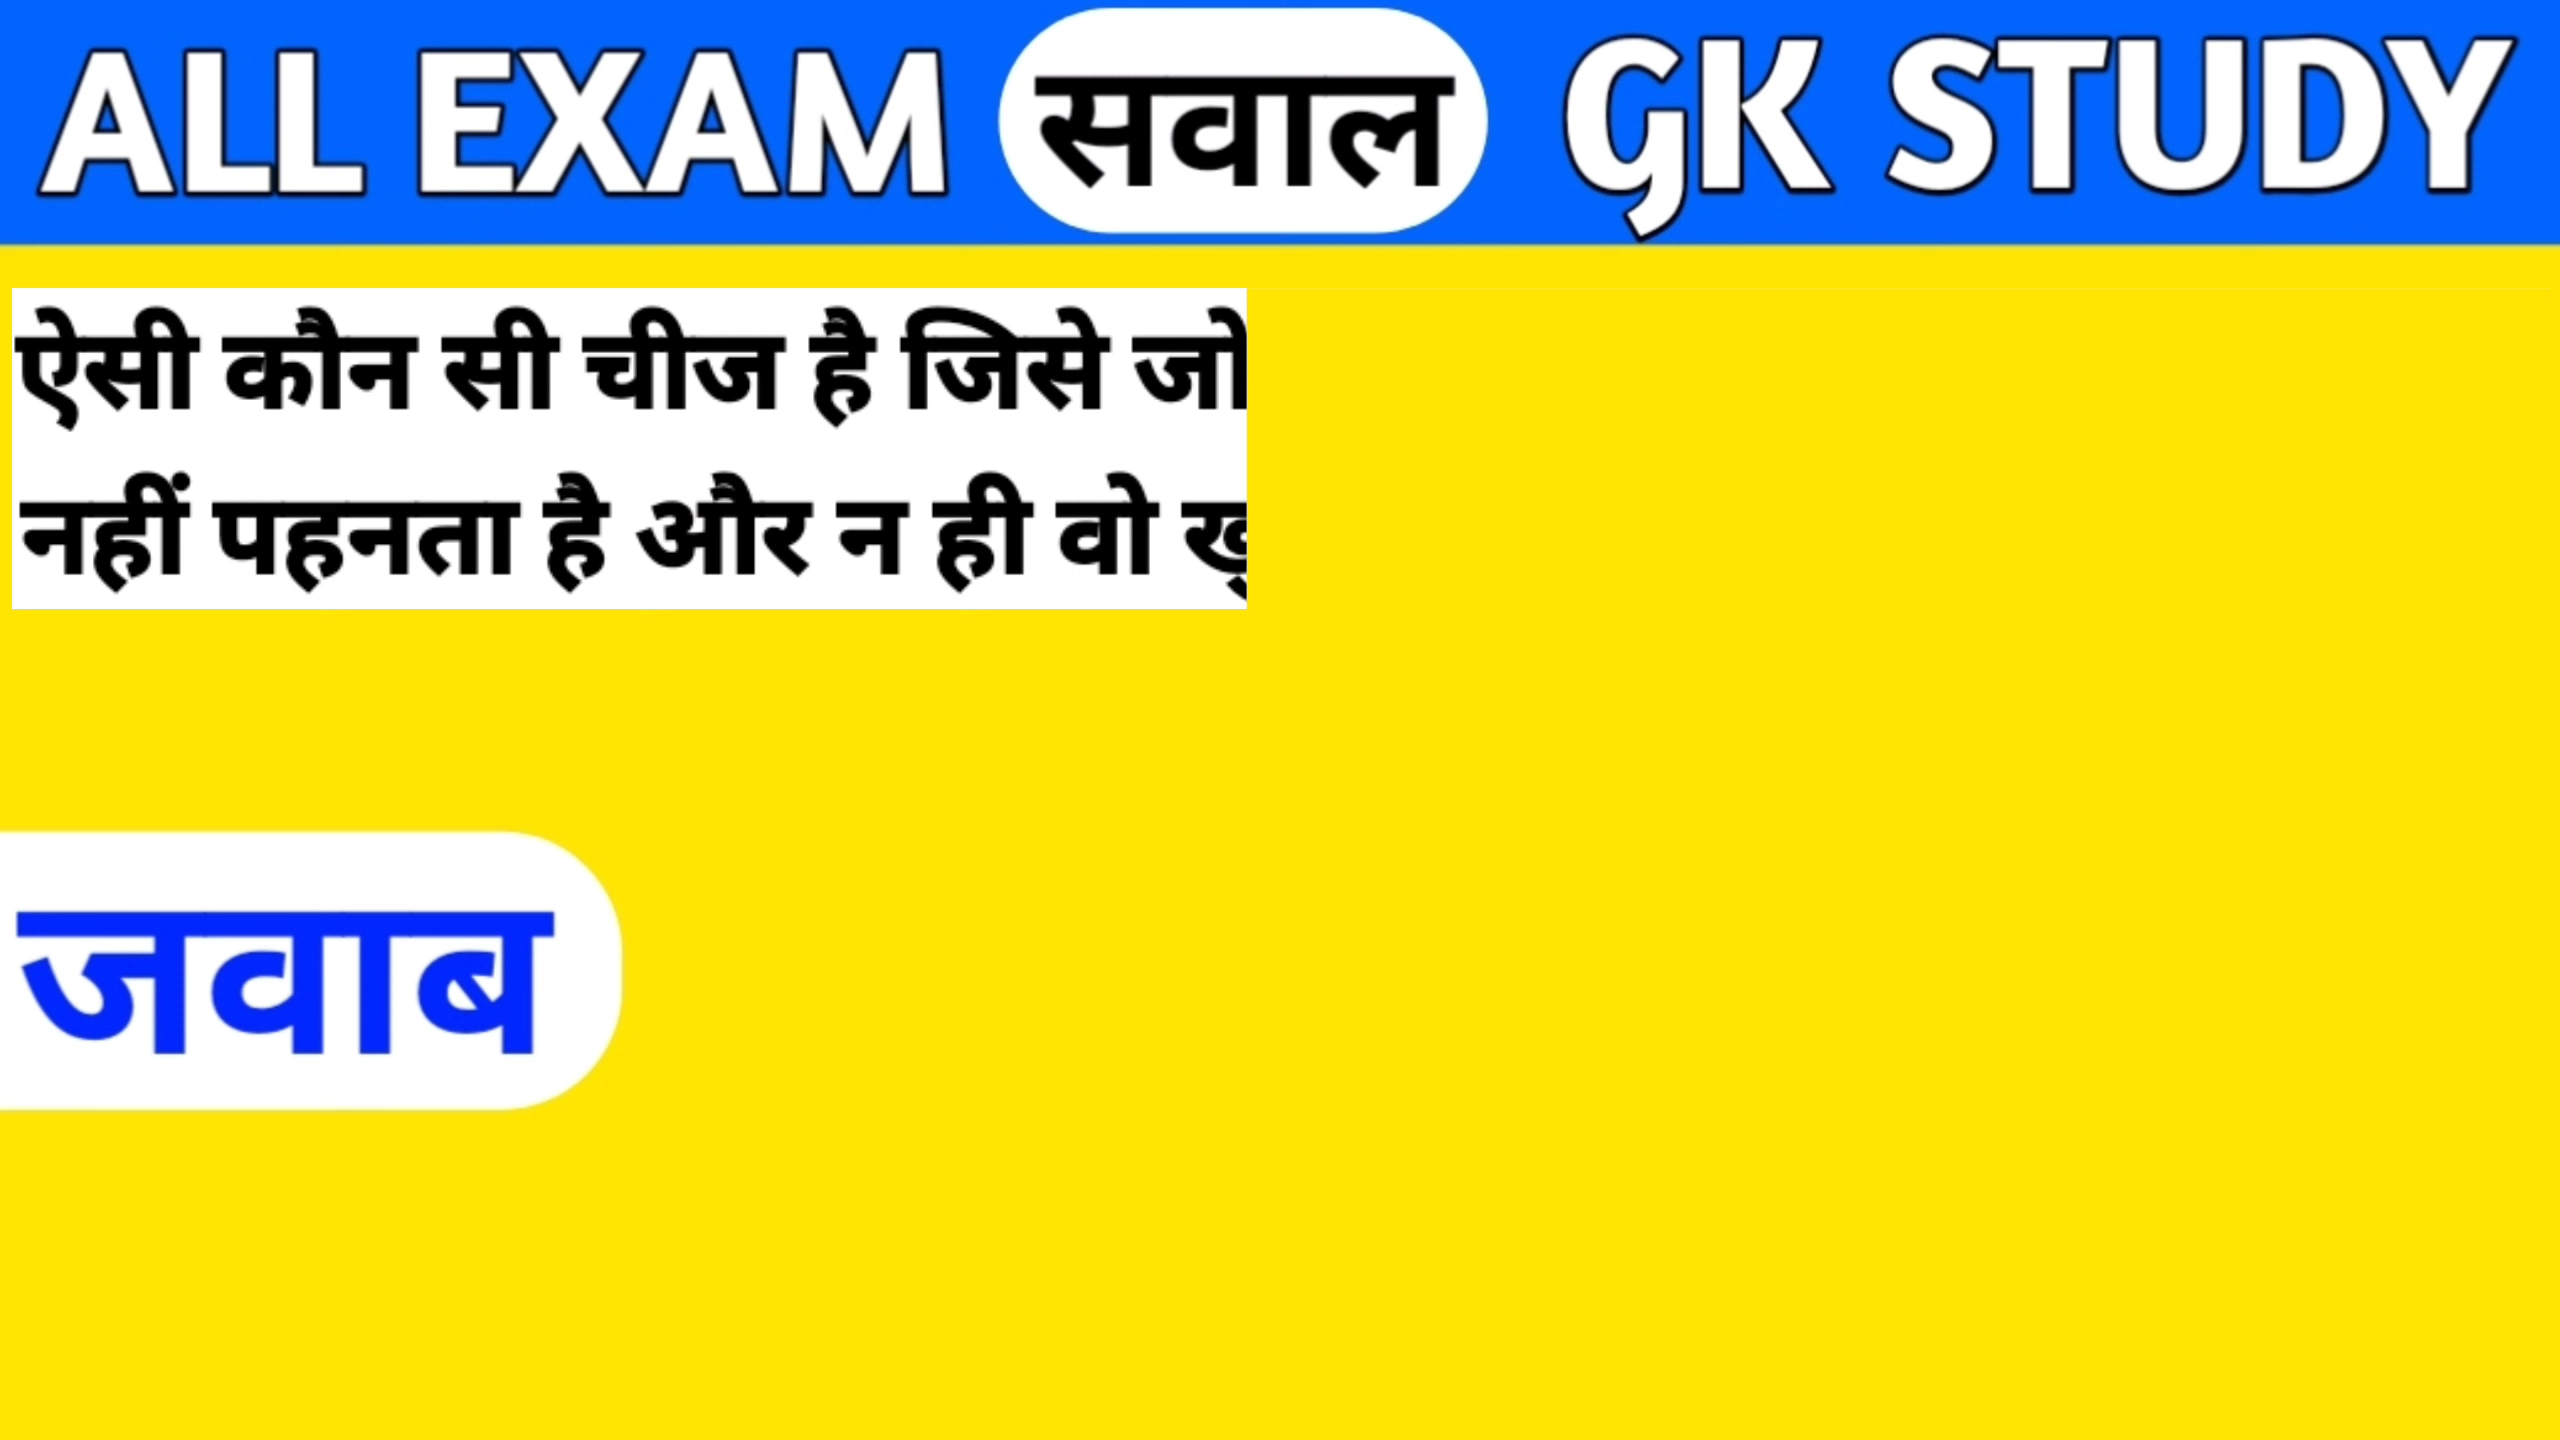 ALL EXAM सवाल GK STUDY
ऐसी कौन सी चीज है जिसे जो
नहीं पहनता है और न ही वो
जवाब